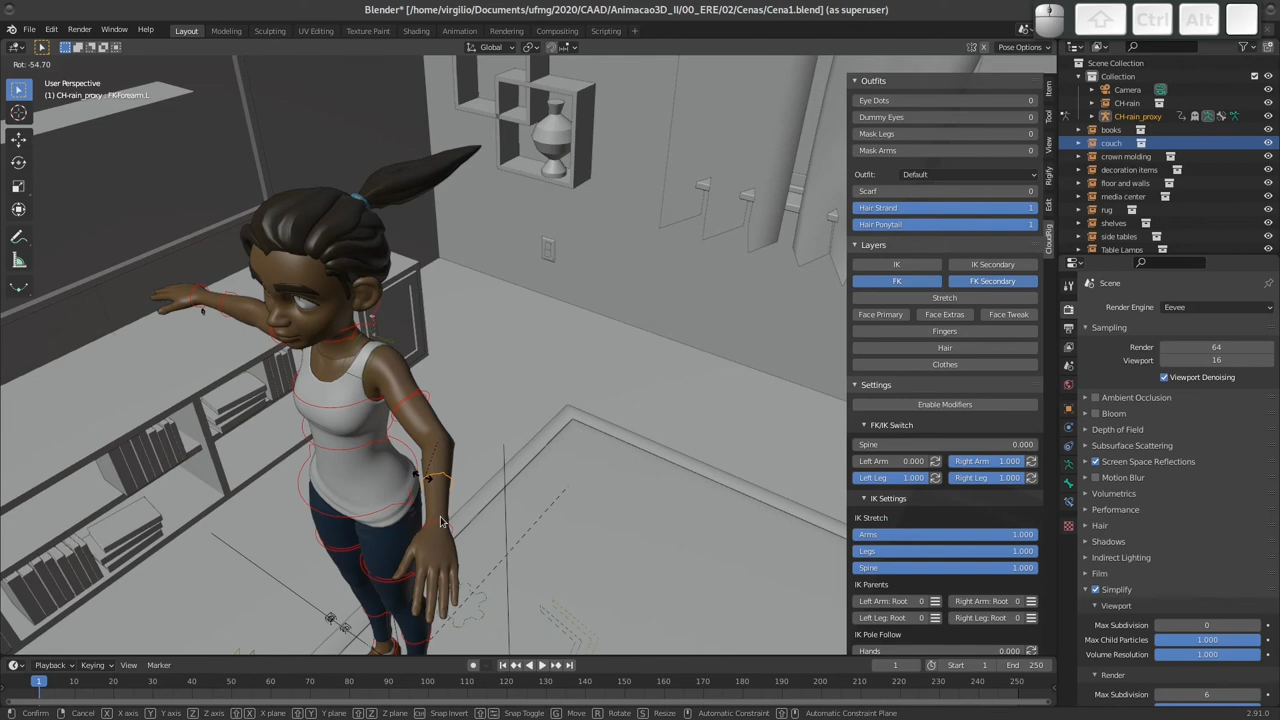 Blender* [/home/virgilio/Documents/ufmg/2020/CAAD/Animacao3D_II/00_ERE/02/Cenas/Cena1.blend] (as superuser)
Ctrl Alt
File Edit Render Window Help Layout Modeling Sculpting UV Editing Texture Paint Shading Animation Rendering Compositing Scripting +
Global Pose Options
Rot: -54.70
User Perspective
(1) CH-rain_proxy : FK-Forearm.L
Outfits
Eye Dots 0
Dummy Eyes 0
Mask Legs 0
Mask Arms 0
Outfit: Default
Scarf 0
Hair Strand 1
Hair Ponytail 1
Layers
IK IK Secondary
FK FK Secondary
Stretch
Face Primary Face Extras Face Tweak
Fingers
Hair
Clothes
Settings
Enable Modifiers
FK/IK Switch
Spine 0.000
Left Arm 0.000 Right Arm 1.000
Left Leg 1.000 Right Leg 1.000
IK Settings
IK Stretch
Arms 1.000
Legs 1.000
Spine 1.000
IK Parents
Left Arm: Root 0 Right Arm: Root 0
Left Leg: Root 0 Right Leg: Root 0
IK Pole Follow
Hands 0.000
Item
Tool
View
Rigify
Edit
CloudRig
Scene Collection
Collection
Camera
CH-rain
CH-rain_proxy
books
couch
crown molding
decoration items
floor and walls
media center
rug
shelves
side tables
Table Lamps
Scene
Render Engine Eevee
Sampling
Render 64
Viewport 16
Viewport Denoising
Ambient Occlusion
Bloom
Depth of Field
Subsurface Scattering
Screen Space Reflections
Motion Blur
Volumetrics
Performance
Hair
Shadows
Indirect Lighting
Film
Simplify
Viewport
Max Subdivision 0
Max Child Particles 1.000
Volume Resolution 1.000
Render
Max Subdivision 6
Playback Keying View Marker 1 Start 1 End 250
1 10 20 30 40 50 60 70 80 90 100 110 120 130 140 150 160 170 180 190 200 210 220 230 240 250
Confirm Cancel X X axis Y Y axis Z Z axis X X plane Y Y plane Z Z plane Snap Invert Snap Toggle G Move R Rotate S Resize Automatic Constraint Automatic Constraint Plane 2.91.0